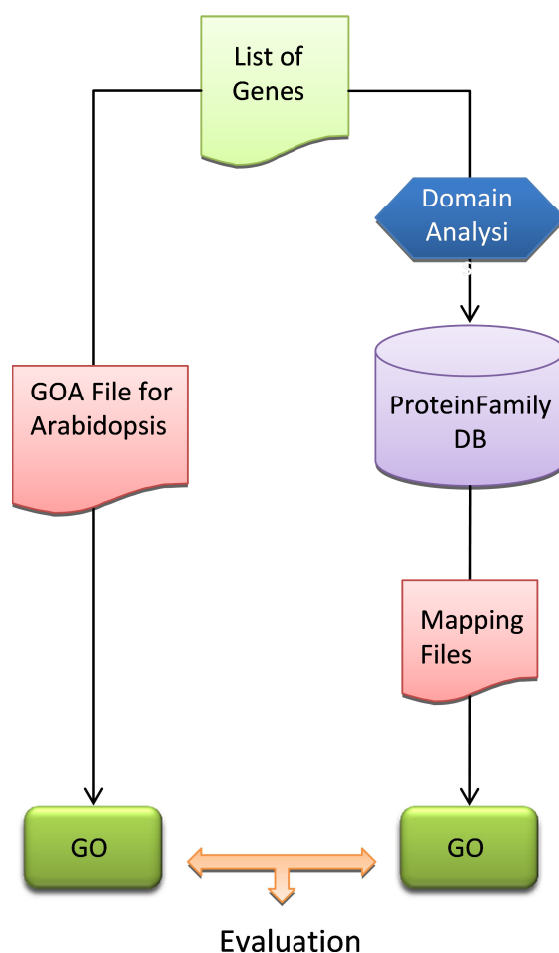 List of
Genes
Domain
Analysi
s
GOA File for
Arabidopsis
ProteinFamily
DB
Mapping
Files
GO
GO
Evaluation